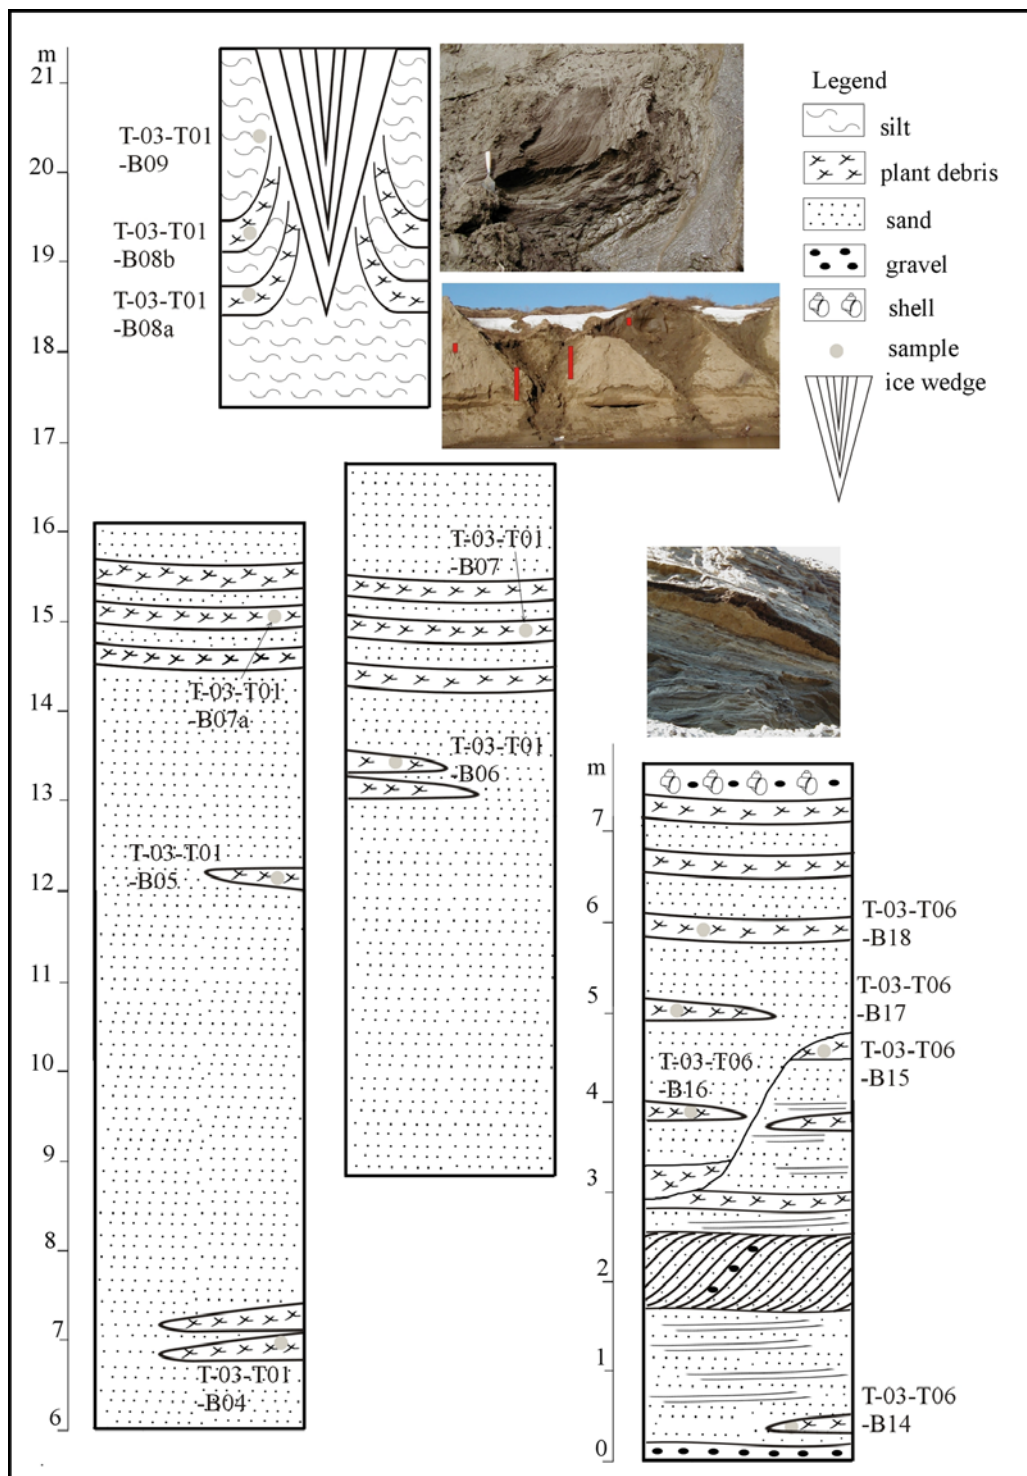 m
21
20
19
18
17
16
15
14
13
12
11
10
9
8
7
6
T-03-T01
-B09
T-03-T01
-B08b
T-03-T01
-B08a
Legend
silt
plant debris
sand
gravel
shell
sample
ice wedge
T-03-T01
-B07a
T-03-T01
-B05
T-03-T01
-B04
T-03-T01
-B07
T-03-T01
-B06
m
7
6
5
4
3
2
1
0
T-03-T06
-B18
T-03-T06
-B17
T-03-T06
-B15
T-03-T06
-B16
T-03-T06
-B14